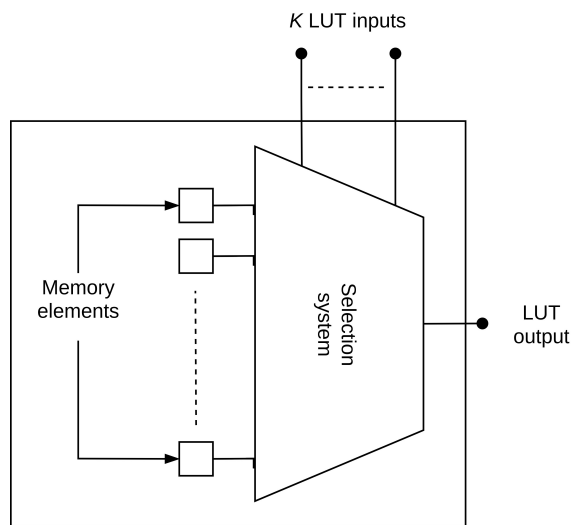 K LUT inputs
Memory
elements
Selection
system
LUT
output